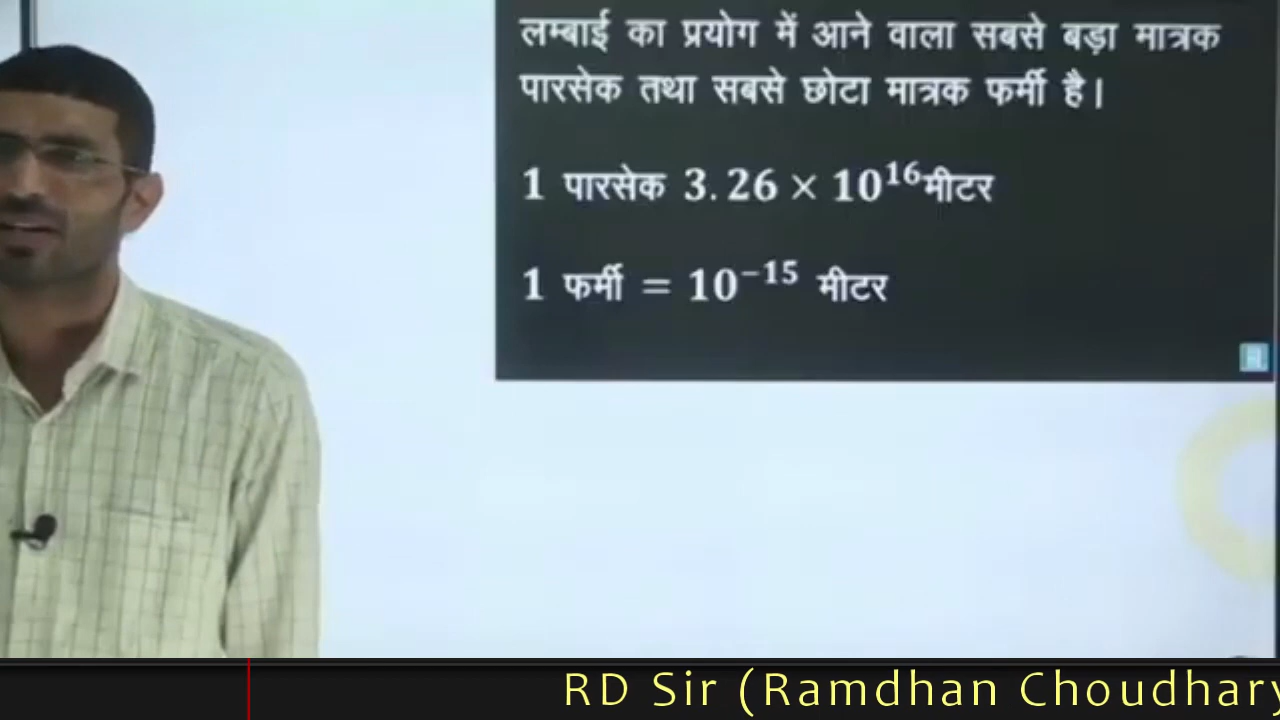 लम्बाई का प्रयोग में आने वाला सबसे बड़ा मात्रक
पारसेक तथा सबसे छोटा मात्रक फर्मी है।
1 पारसेक 3.26 × 10¹⁶मीटर
1 फर्मी = 10⁻¹⁵ मीटर
RD Sir (Ramdhan Choudhary